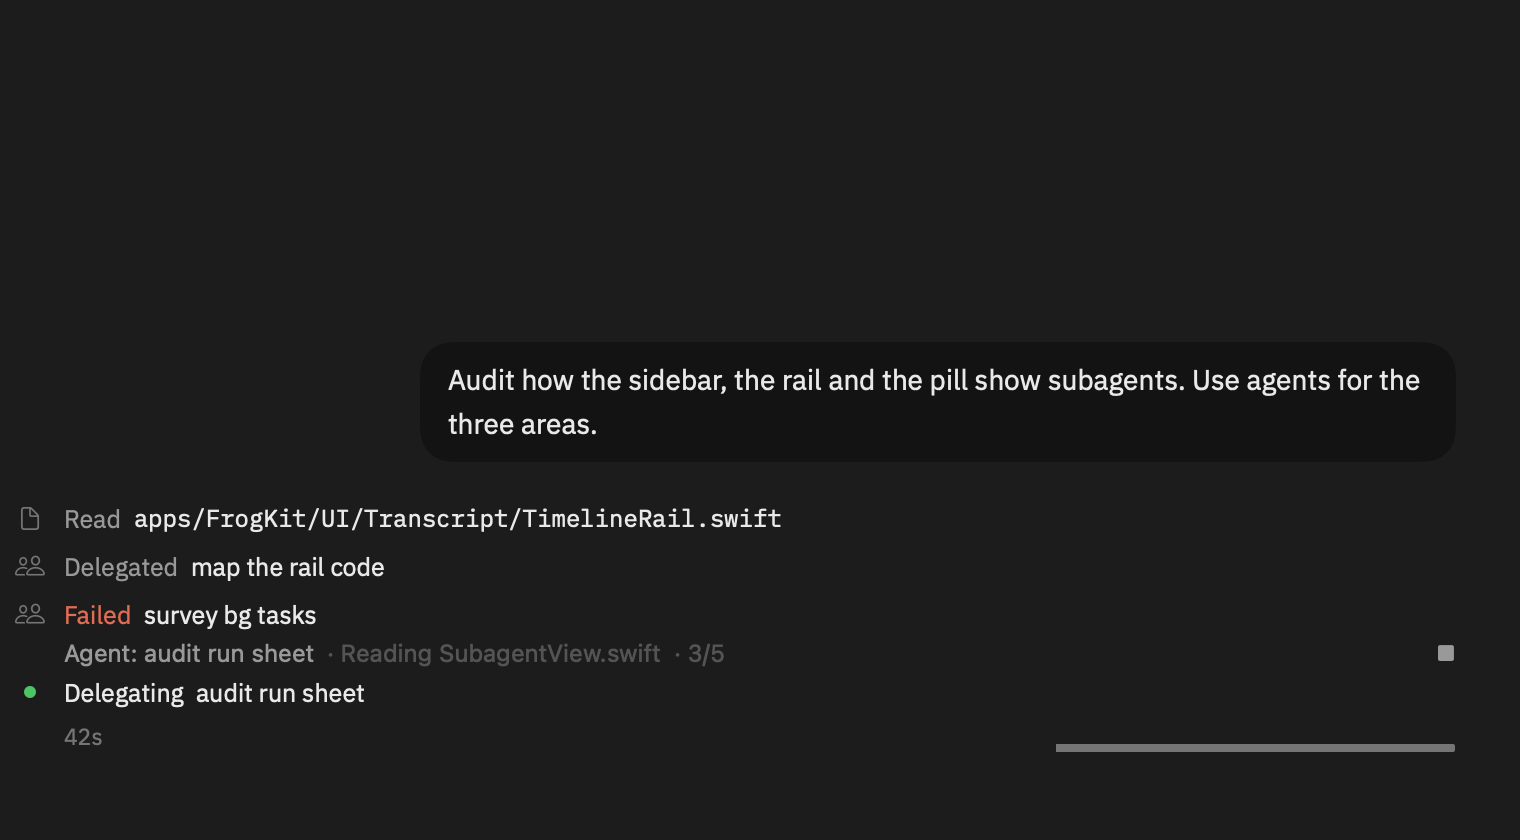 Audit how the sidebar, the rail and the pill show subagents. Use agents for the
three areas.
Read apps/FrogKit/UI/Transcript/TimelineRail.swift
Delegated map the rail code
Failed survey bg tasks
Agent: audit run sheet · Reading SubagentView.swift · 3/5
Delegating audit run sheet
42s